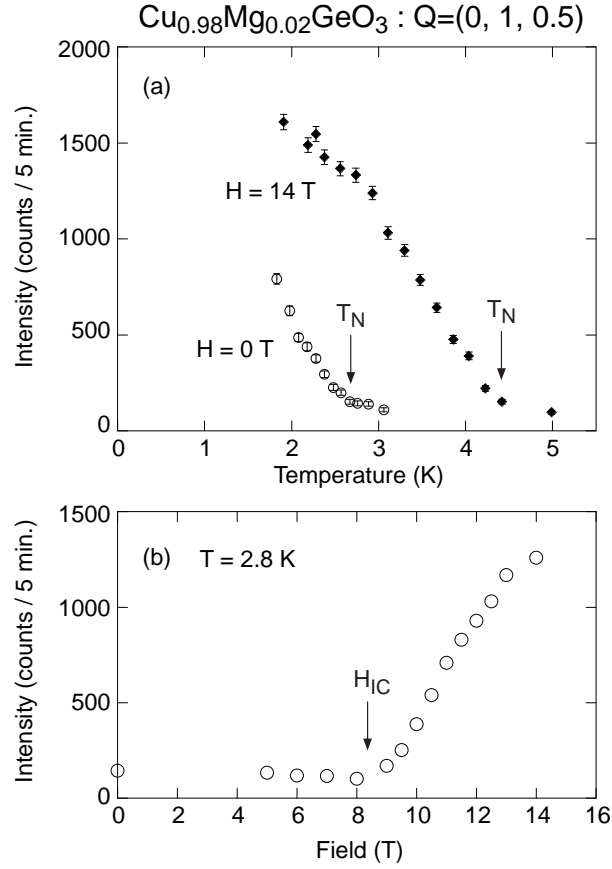 Cu0.98Mg0.02GeO3 : Q=(0, 1, 0.5)
2000
1500
1000
500
0
Intensity (counts / 5 min.)
(a)
H = 14 T
H = 0 T
TN
TN
0 1 2 3 4 5
Temperature (K)
1500
1000
500
0
Intensity (counts / 5 min.)
(b) T = 2.8 K
HIC
0 2 4 6 8 10 12 14 16
Field (T)